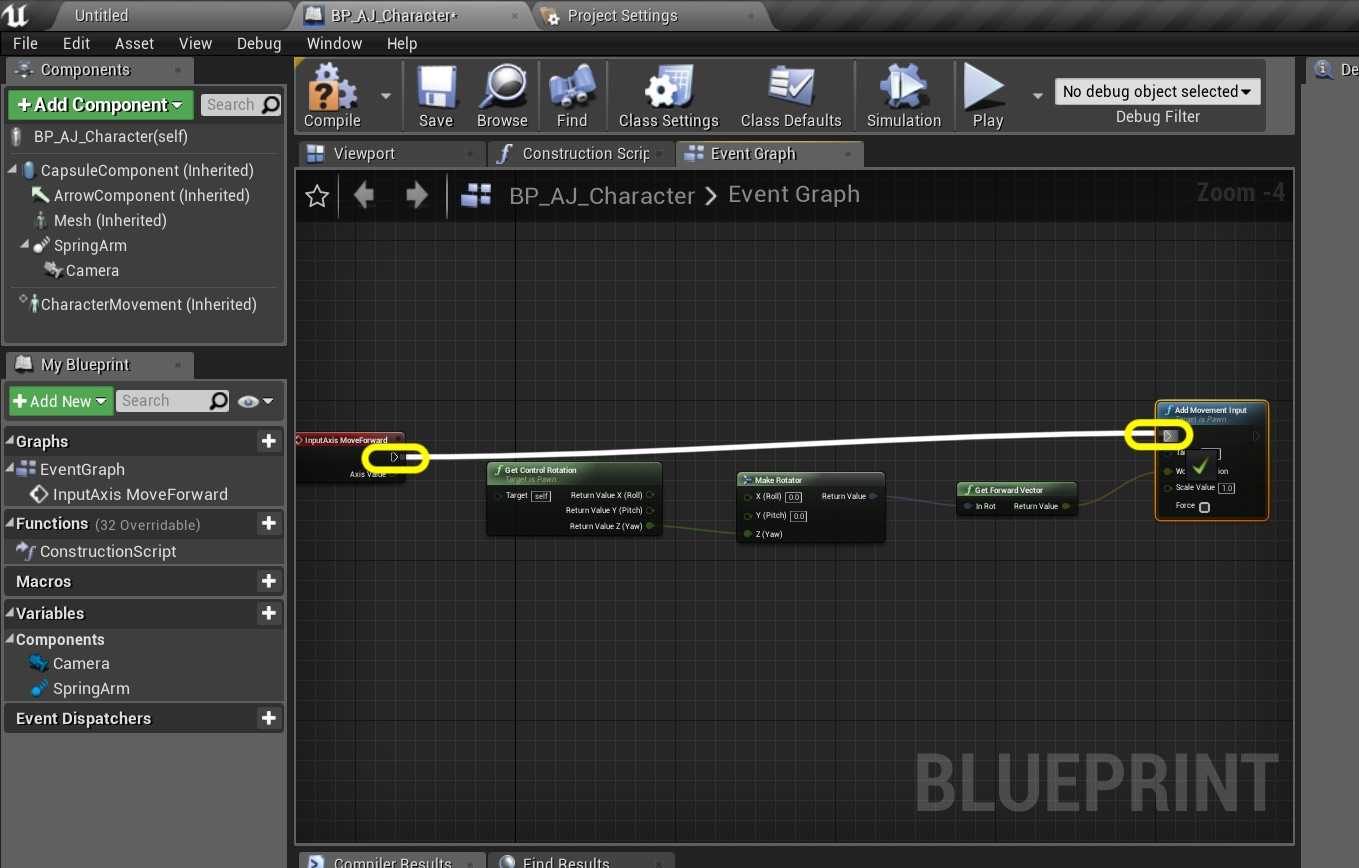 Untitled
BP_AJ_Character*
Project Settings
File Edit Asset View Debug Window Help
Components
Add Component
Search
BP_AJ_Character(self)
CapsuleComponent (Inherited)
ArrowComponent (Inherited)
Mesh (Inherited)
SpringArm
Camera
CharacterMovement (Inherited)
My Blueprint
Add New
Search
Graphs
EventGraph
InputAxis MoveForward
Functions (32 Overridable)
ConstructionScript
Macros
Variables
Components
Camera
SpringArm
Event Dispatchers
Compile
Save
Browse
Find
Class Settings
Class Defaults
Simulation
Play
No debug object selected
Debug Filter
De
Viewport
Construction Scrip
Event Graph
BP_AJ_Character > Event Graph
Zoom -4
InputAxis MoveForward
Axis Value
Get Control Rotation
Target is Pawn
Target self
Return Value X (Roll)
Return Value Y (Pitch)
Return Value Z (Yaw)
Make Rotator
X (Roll) 0.0
Return Value
Y (Pitch) 0.0
Z (Yaw)
Get Forward Vector
In Rot
Return Value
Add Movement Input
Target is Pawn
Scale Value 1.0
Force
BLUEPRINT
Compiler Results
Find Results